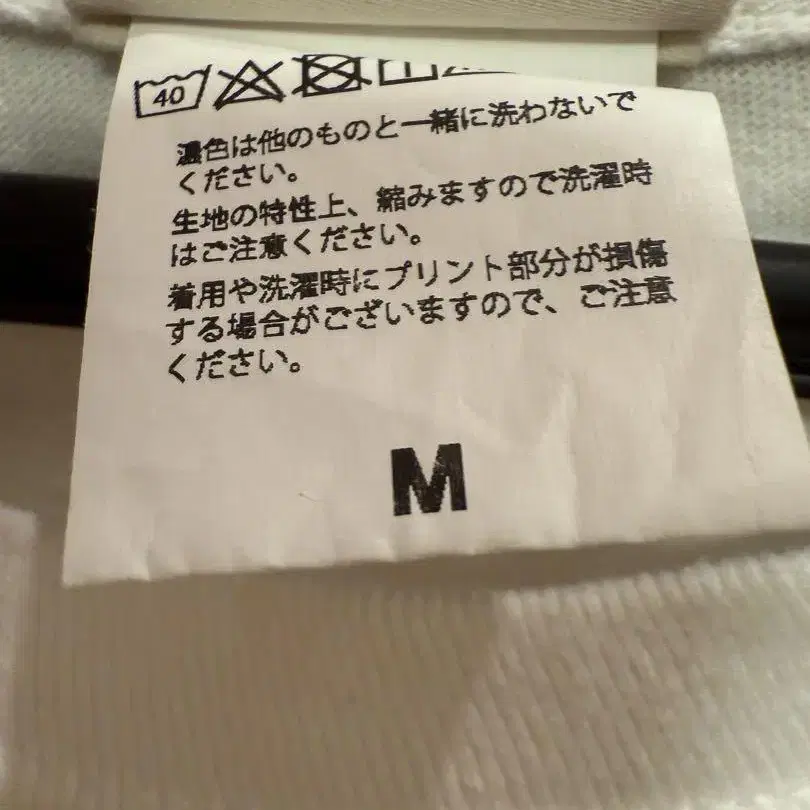 40
濃色は他のものと一緒に洗わないで
ください。
生地の特性上、縮みますので洗濯時
はご注意ください。
着用や洗濯時にプリント部分が損傷
する場合がございますので、ご注意
ください。
M